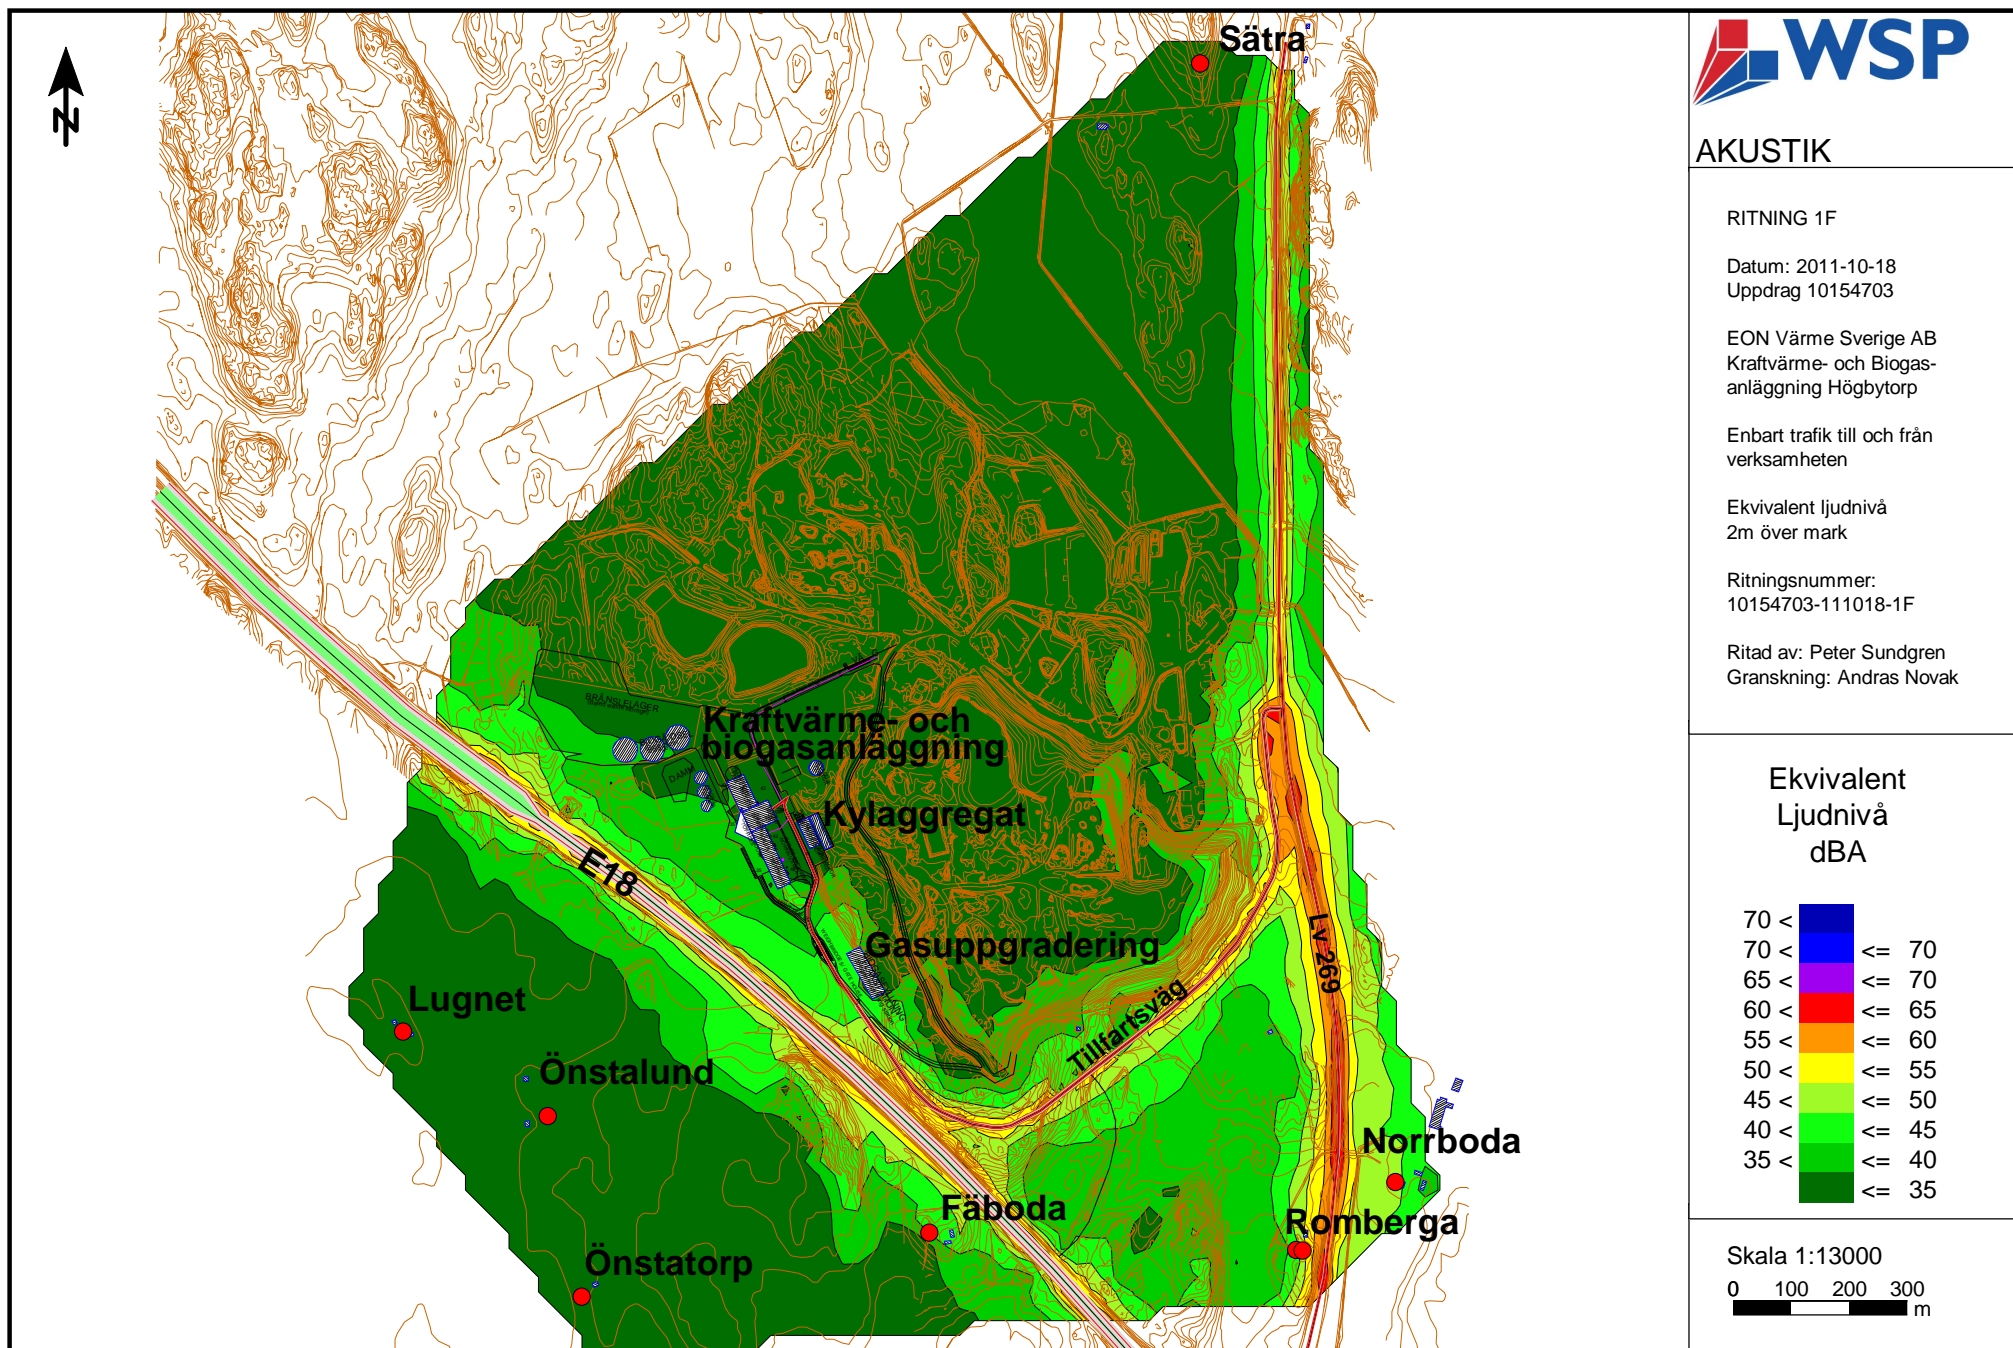 Sätra
N
Kraftvärme- och
biogasanläggning
BRÄNSLELAGER
DAMM
Kylaggregat
E18
Gasuppgradering
Lv 269
Tillfartsväg
Lugnet
Önstalund
Norrboda
Fäboda
Romberga
Önstatorp
WSP
AKUSTIK
RITNING 1F
Datum: 2011-10-18
Uppdrag 10154703
EON Värme Sverige AB
Kraftvärme- och Biogas-
anläggning Högbytorp
Enbart trafik till och från
verksamheten
Ekvivalent ljudnivå
2m över mark
Ritningsnummer:
10154703-111018-1F
Ritad av: Peter Sundgren
Granskning: Andras Novak
Ekvivalent
Ljudnivå
dBA
70 <
70 < <= 70
65 < <= 70
60 < <= 65
55 < <= 60
50 < <= 55
45 < <= 50
40 < <= 45
35 < <= 40
<= 35
Skala 1:13000
0 100 200 300
m